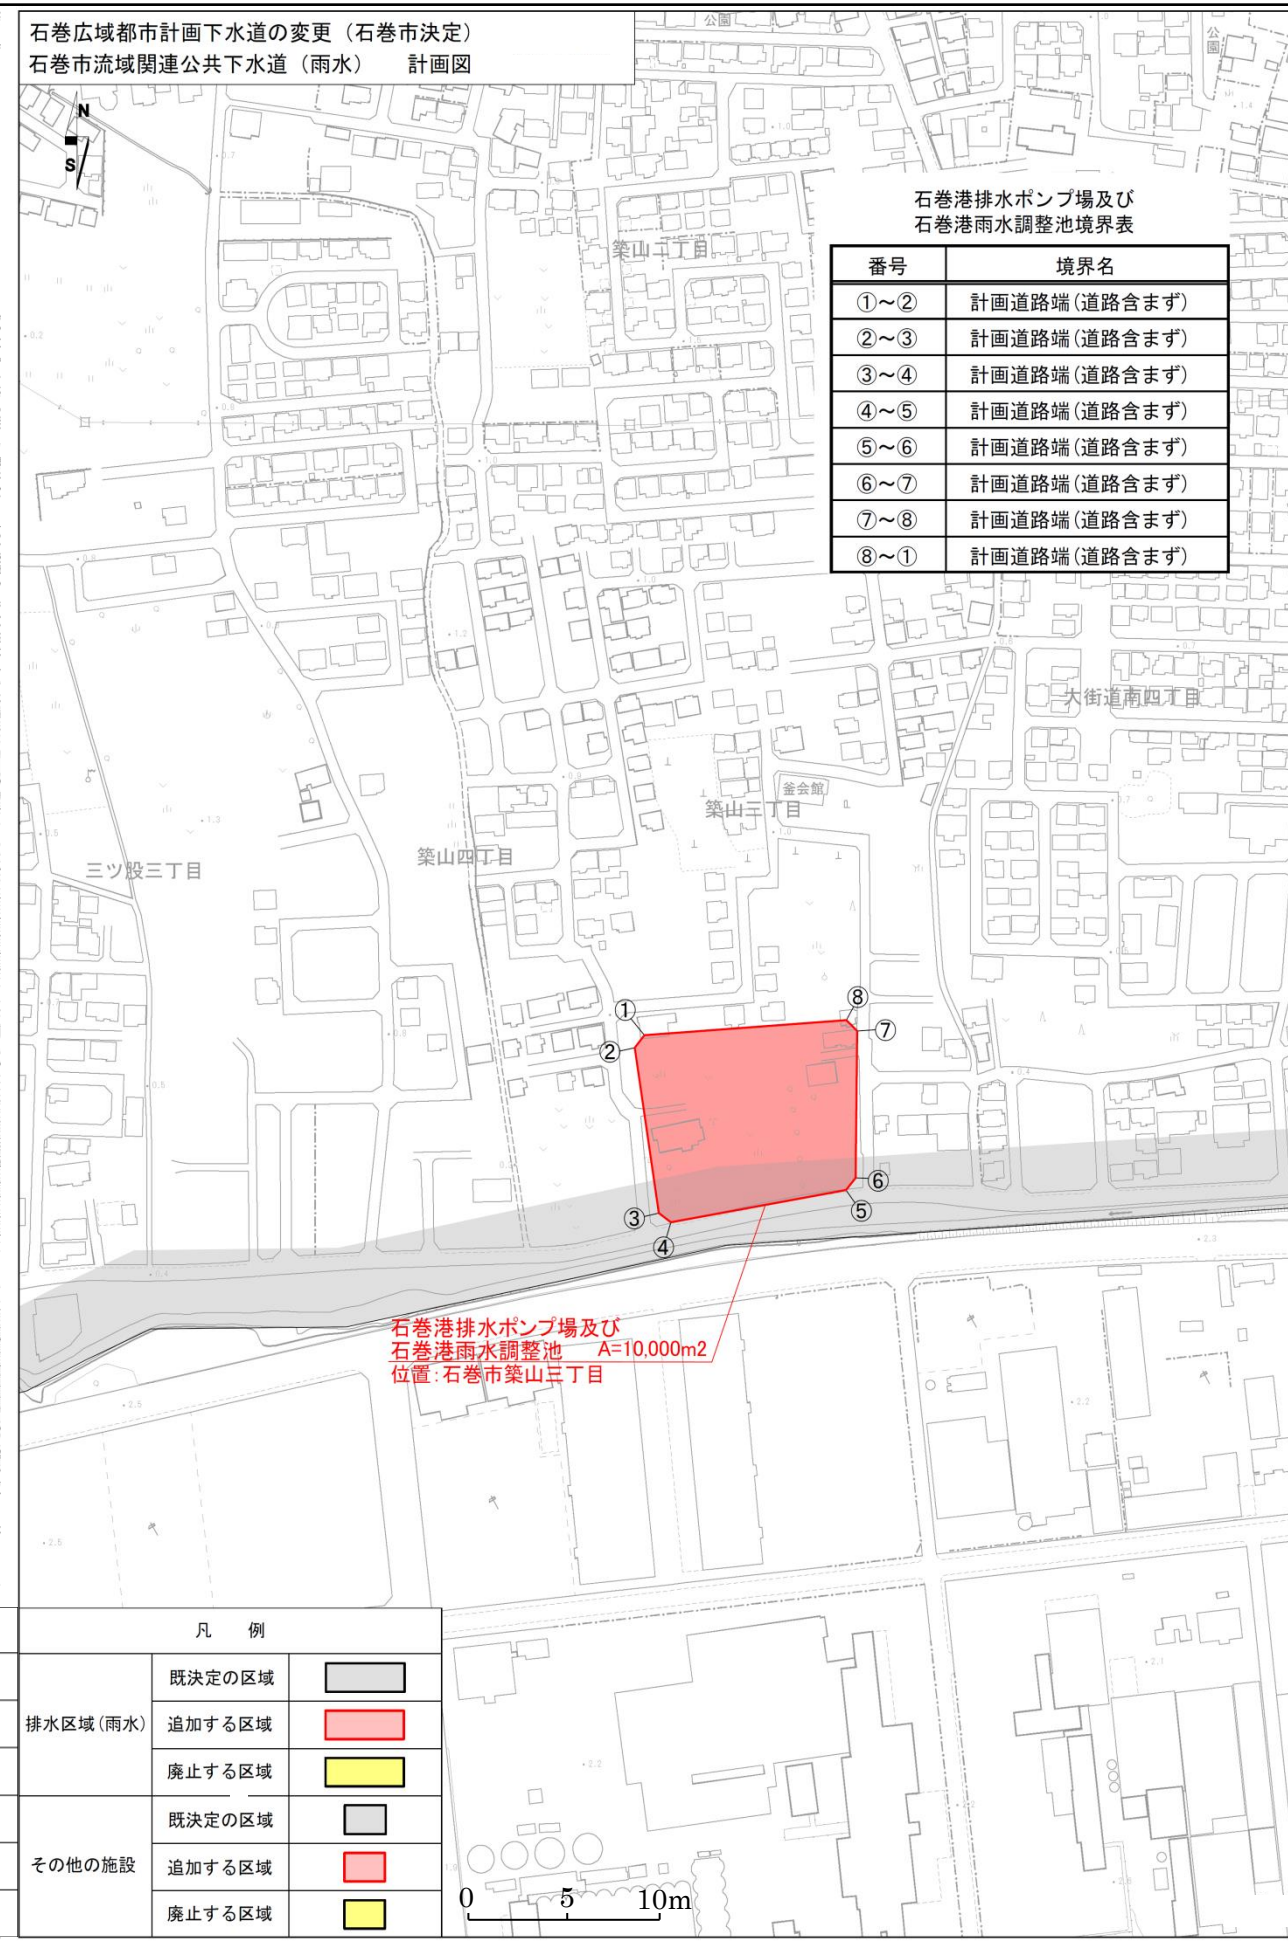 石巻広域都市計画下水道の変更（石巻市決定）
石巻市流域関連公共下水道（雨水）　計画図
N
S
公園
公園
石巻港排水ポンプ場及び
石巻港雨水調整池境界表
番号　境界名
①～②　計画道路端(道路含まず)
②～③　計画道路端(道路含まず)
③～④　計画道路端(道路含まず)
④～⑤　計画道路端(道路含まず)
⑤～⑥　計画道路端(道路含まず)
⑥～⑦　計画道路端(道路含まず)
⑦～⑧　計画道路端(道路含まず)
⑧～①　計画道路端(道路含まず)
築山二丁目
大街道南四丁目
釜会館
築山三丁目
築山四丁目
三ツ股三丁目
①
②
③
④
⑤
⑥
⑦
⑧
石巻港排水ポンプ場及び
石巻港雨水調整池　A=10,000m2
位置:石巻市築山三丁目
凡　例
排水区域(雨水)
既決定の区域
追加する区域
廃止する区域
その他の施設
既決定の区域
追加する区域
廃止する区域
0　5　10m